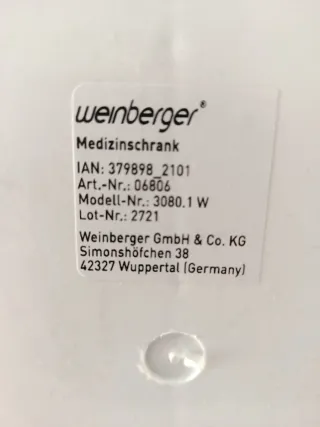 weinberger®
Medizinschrank
IAN: 379898_2101
Art.-Nr.: 06806
Modell-Nr.: 3080.1 W
Lot-Nr.: 2721
Weinberger GmbH & Co. KG
Simonshöfchen 38
42327 Wuppertal (Germany)